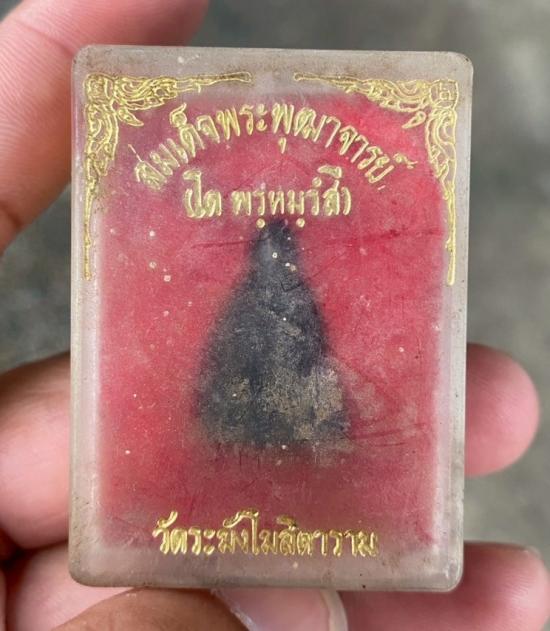 สมเด็จพระพุฒาจารย์
(โต พรฺหมฺรํสี)
วัดระฆังโฆสิตาราม